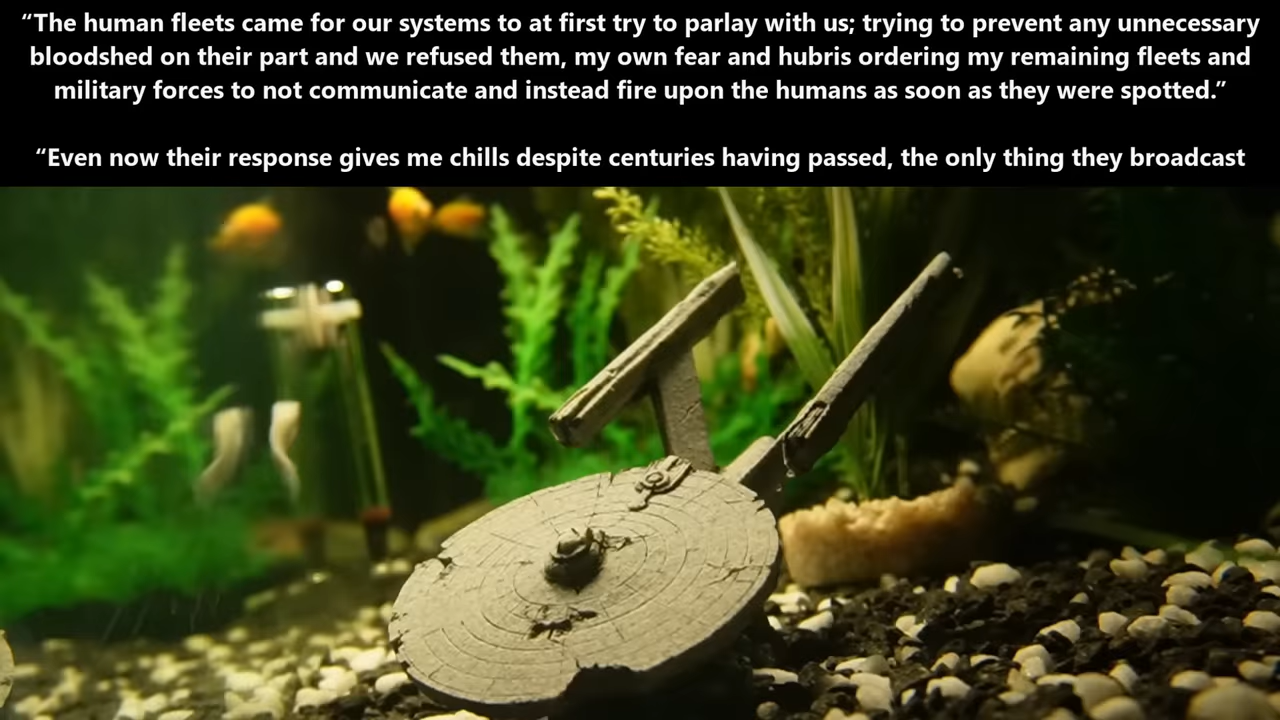 “The human fleets came for our systems to at first try to parlay with us; trying to prevent any unnecessary
bloodshed on their part and we refused them, my own fear and hubris ordering my remaining fleets and
military forces to not communicate and instead fire upon the humans as soon as they were spotted.”
“Even now their response gives me chills despite centuries having passed, the only thing they broadcast